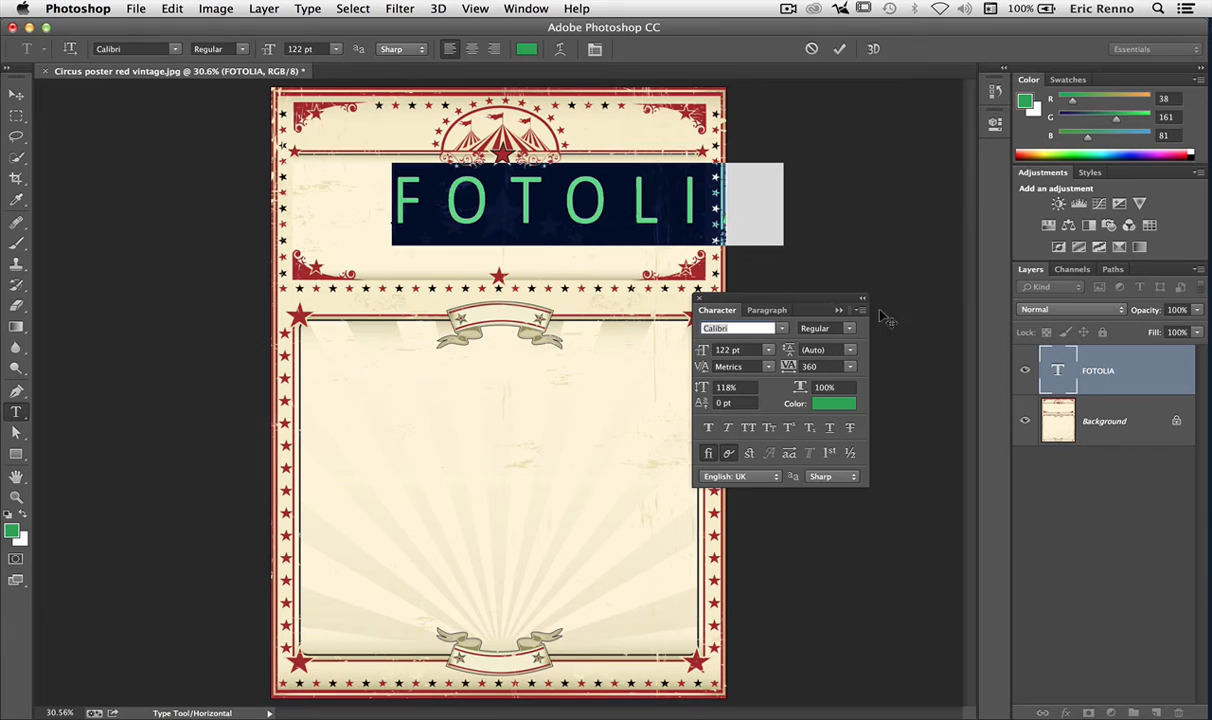 Photoshop File Edit Image Layer Type Select Filter 3D View Window Help 100% Eric Renno
Adobe Photoshop CC
Calibri Regular 122 pt Sharp 3D Essentials
Circus poster red vintage.jpg @ 30.6% (FOTOLIA, RGB/8) *
Color Swatches
R 38
G 161
B 81
Adjustments Styles
Add an adjustment
Layers Channels Paths
Kind
Normal Opacity: 100%
Lock: Fill: 100%
FOTOLIA
Background
FOTOLI
Character Paragraph
Calibri Regular
122 pt (Auto)
Metrics 360
118% 100%
0 pt Color:
English: UK Sharp
30.56% Type Tool/Horizontal